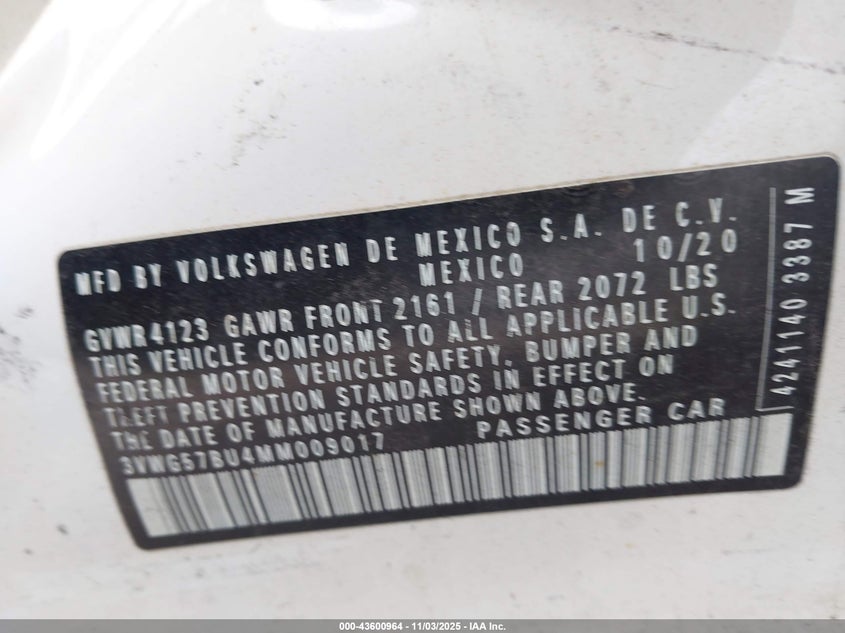 MFD BY VOLKSWAGEN DE MEXICO S.A. DE C.V.
MEXICO 10/20
GVWR4123 GAWR FRONT 2161 / REAR 2072 LBS
THIS VEHICLE CONFORMS TO ALL APPLICABLE U.S.
FEDERAL MOTOR VEHICLE SAFETY, BUMPER AND
THEFT PREVENTION STANDARDS IN EFFECT ON
THE DATE OF MANUFACTURE SHOWN ABOVE.
3VWG57BU4MM009017 PASSENGER CAR
4241140 3387 M
000-43600964 - 11/03/2025 - IAA Inc.